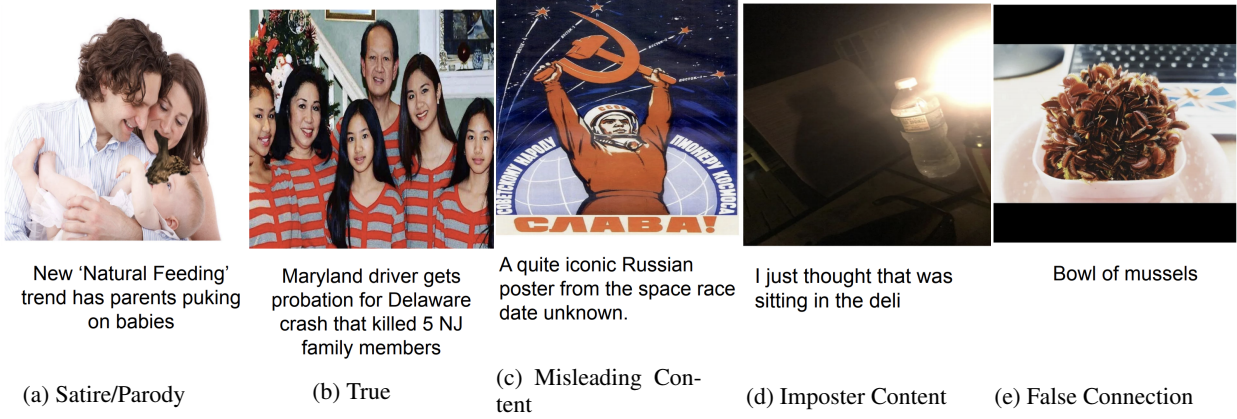 СССР
СОВЕТСКОМУ НАРОДУ
ПИОНЕРУ КОСМОСА
СЛАВА!
New ‘Natural Feeding’
trend has parents puking
on babies
Maryland driver gets
probation for Delaware
crash that killed 5 NJ
family members
A quite iconic Russian
poster from the space race
date unknown.
I just thought that was
sitting in the deli
Bowl of mussels
(a) Satire/Parody
(b) True
(c) Misleading Con-
tent
(d) Imposter Content
(e) False Connection